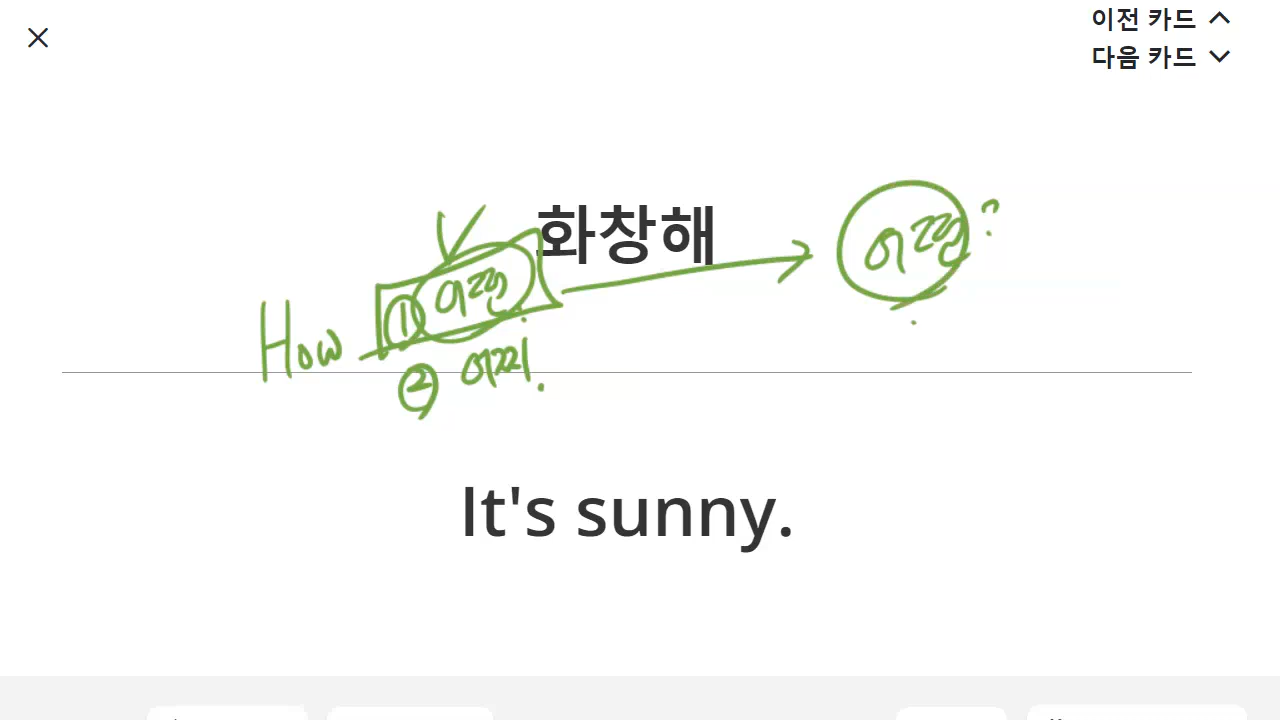 이전 카드
다음 카드
화창해
How ① 어떤
어떤?
② 어찌
It's sunny.